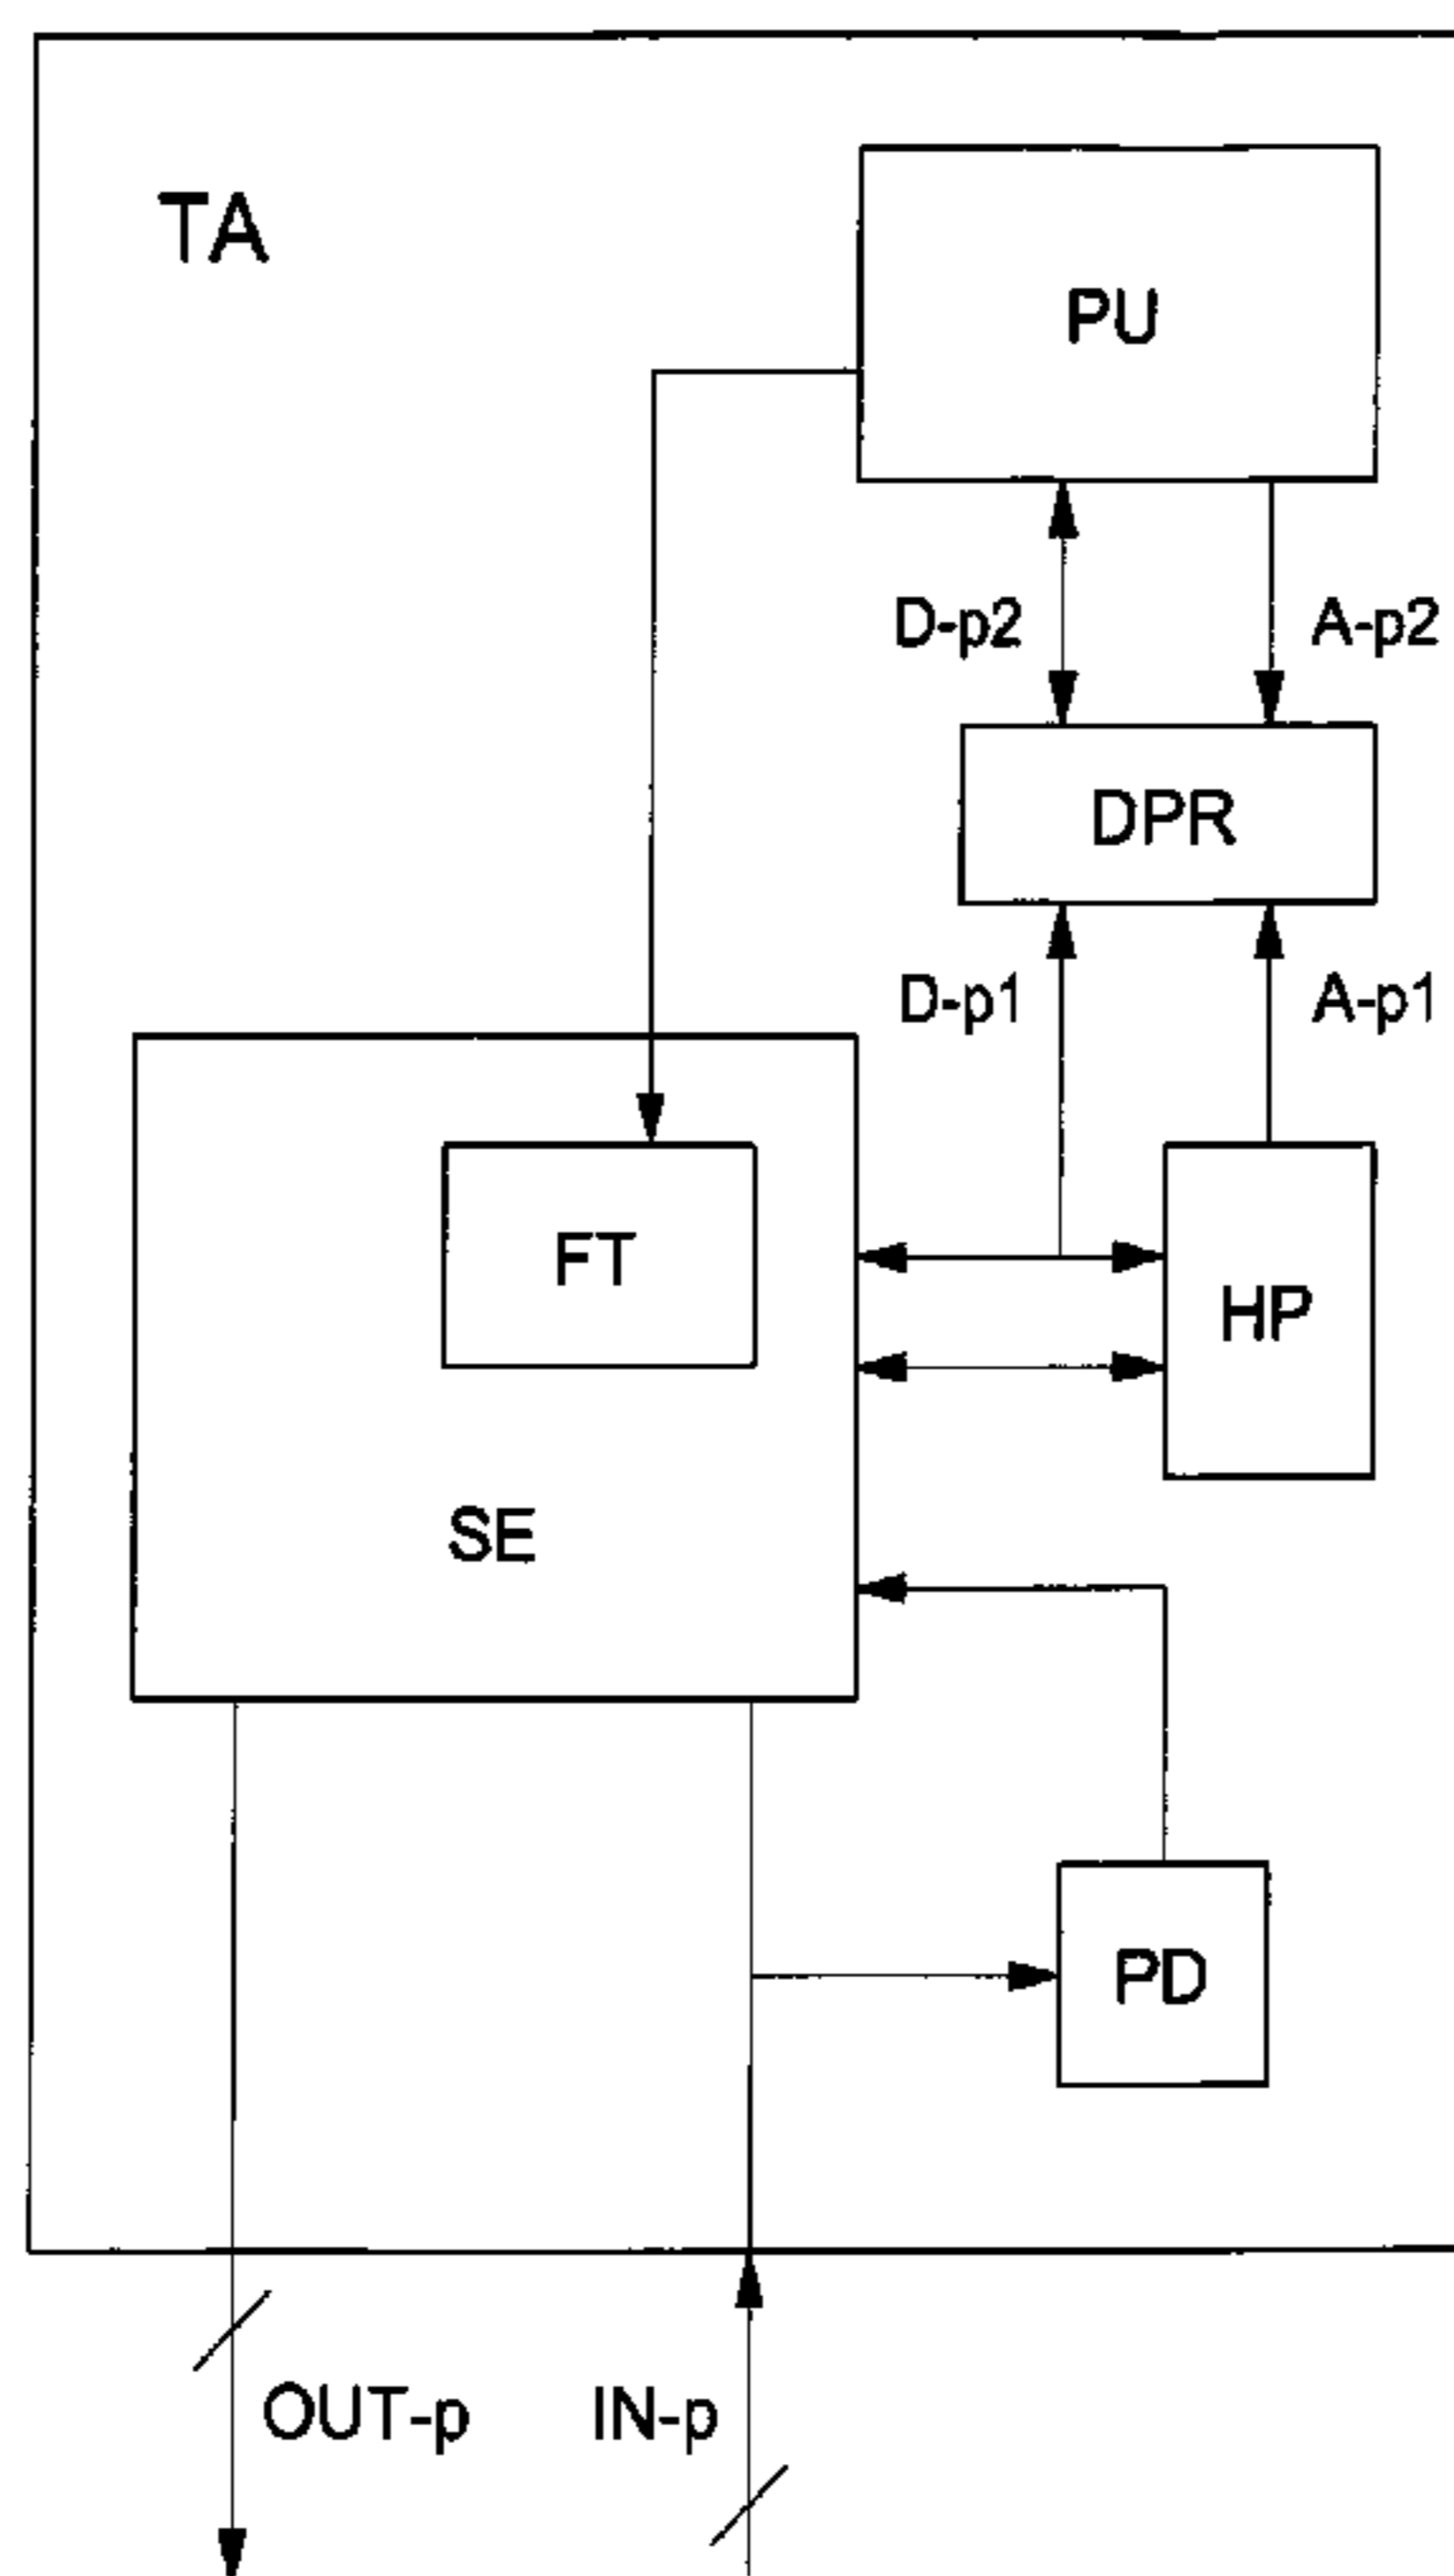 TA
PU
D-p2
A-p2
DPR
D-p1
A-p1
FT
HP
SE
PD
OUT-p
IN-p